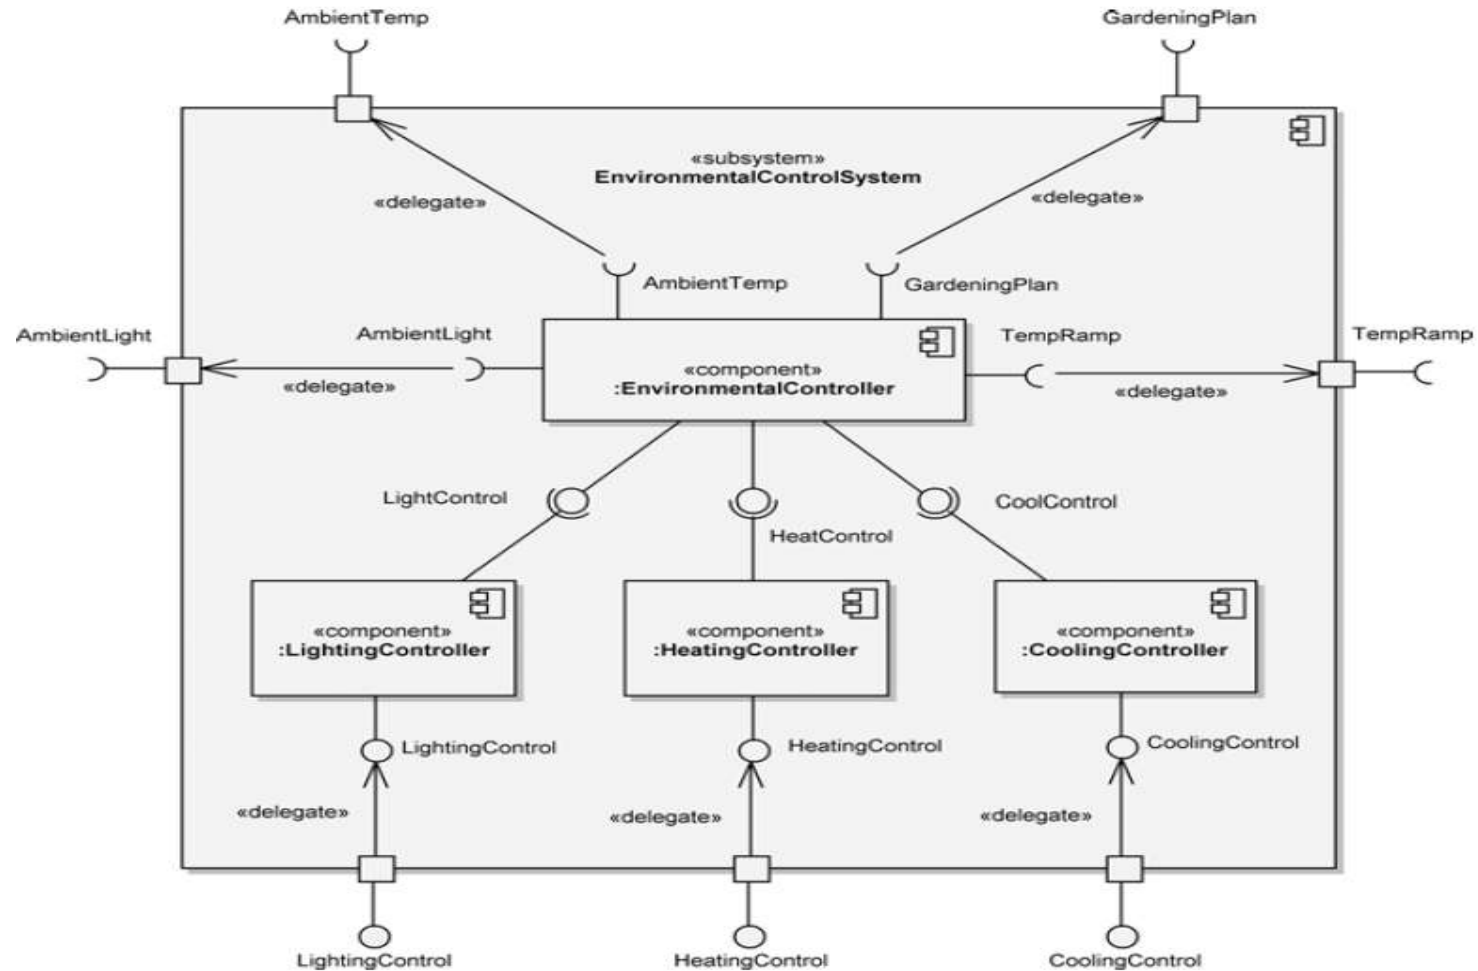 AmbientTemp
GardeningPlan
«subsystem»
EnvironmentalControlSystem
«delegate»
«delegate»
AmbientTemp
GardeningPlan
AmbientLight
AmbientLight
TempRamp
TempRamp
«component»
:EnvironmentalController
«delegate»
«delegate»
LightControl
HeatControl
CoolControl
«component»
:LightingController
«component»
:HeatingController
«component»
:CoolingController
LightingControl
HeatingControl
CoolingControl
«delegate»
«delegate»
«delegate»
LightingControl
HeatingControl
CoolingControl